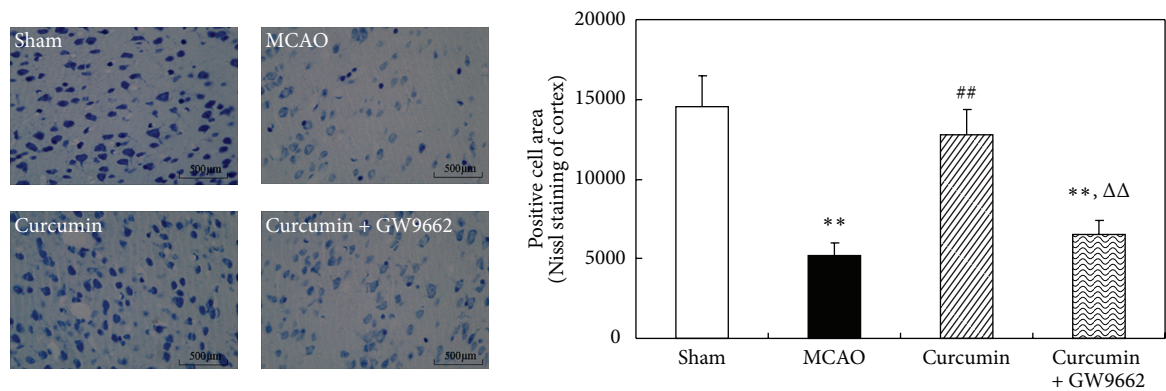 Sham
500μm
MCAO
500μm
Curcumin
500μm
Curcumin + GW9662
500μm
Positive cell area
(Nissl staining of cortex)
20000
15000
10000
5000
0
**
##
**, ΔΔ
Sham
MCAO
Curcumin
Curcumin
+ GW9662